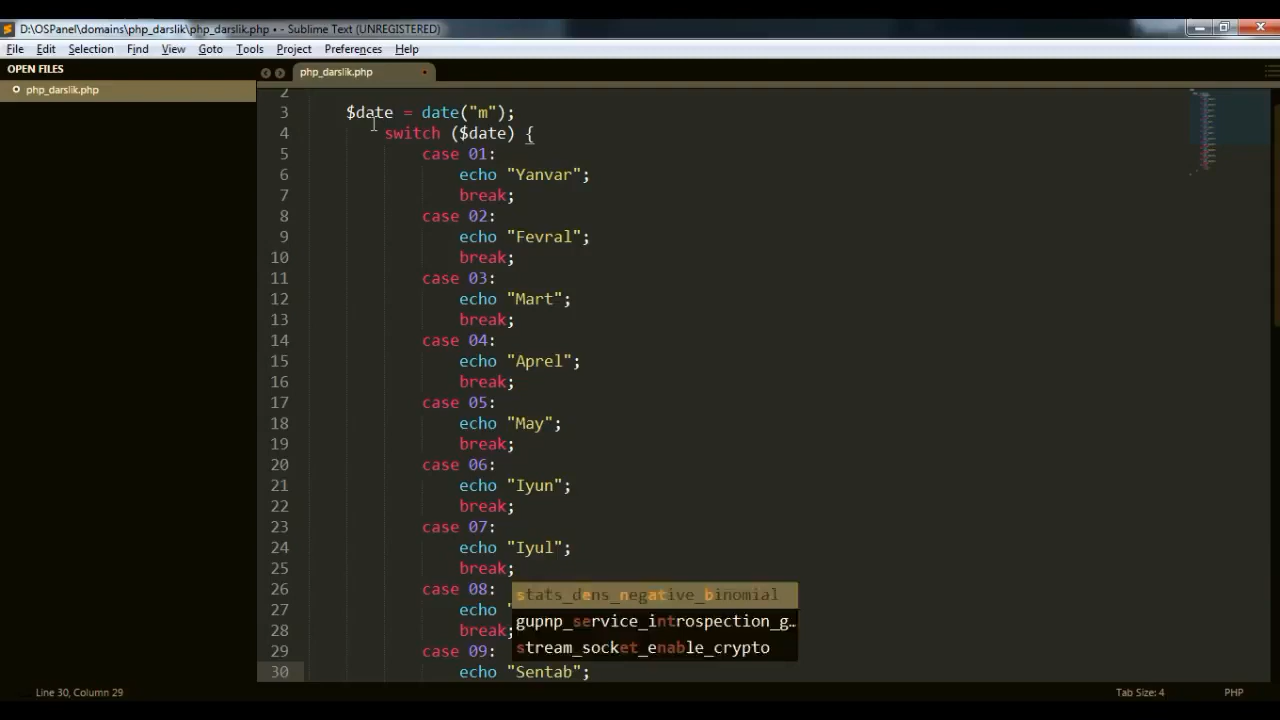 D:\OSPanel\domains\php_darslik\php_darslik.php • - Sublime Text (UNREGISTERED)
File Edit Selection Find View Goto Tools Project Preferences Help
OPEN FILES
php_darslik.php
php_darslik.php
2
3 $date = date("m");
4 switch ($date) {
5 case 01:
6 echo "Yanvar";
7 break;
8 case 02:
9 echo "Fevral";
10 break;
11 case 03:
12 echo "Mart";
13 break;
14 case 04:
15 echo "Aprel";
16 break;
17 case 05:
18 echo "May";
19 break;
20 case 06:
21 echo "Iyun";
22 break;
23 case 07:
24 echo "Iyul";
25 break;
26 case 08:
stats_dens_negative_binomial
27 echo "
gupnp_service_introspection_g…
28 break;
stream_socket_enable_crypto
29 case 09:
30 echo "Sentab";
Line 30, Column 29
Tab Size: 4
PHP